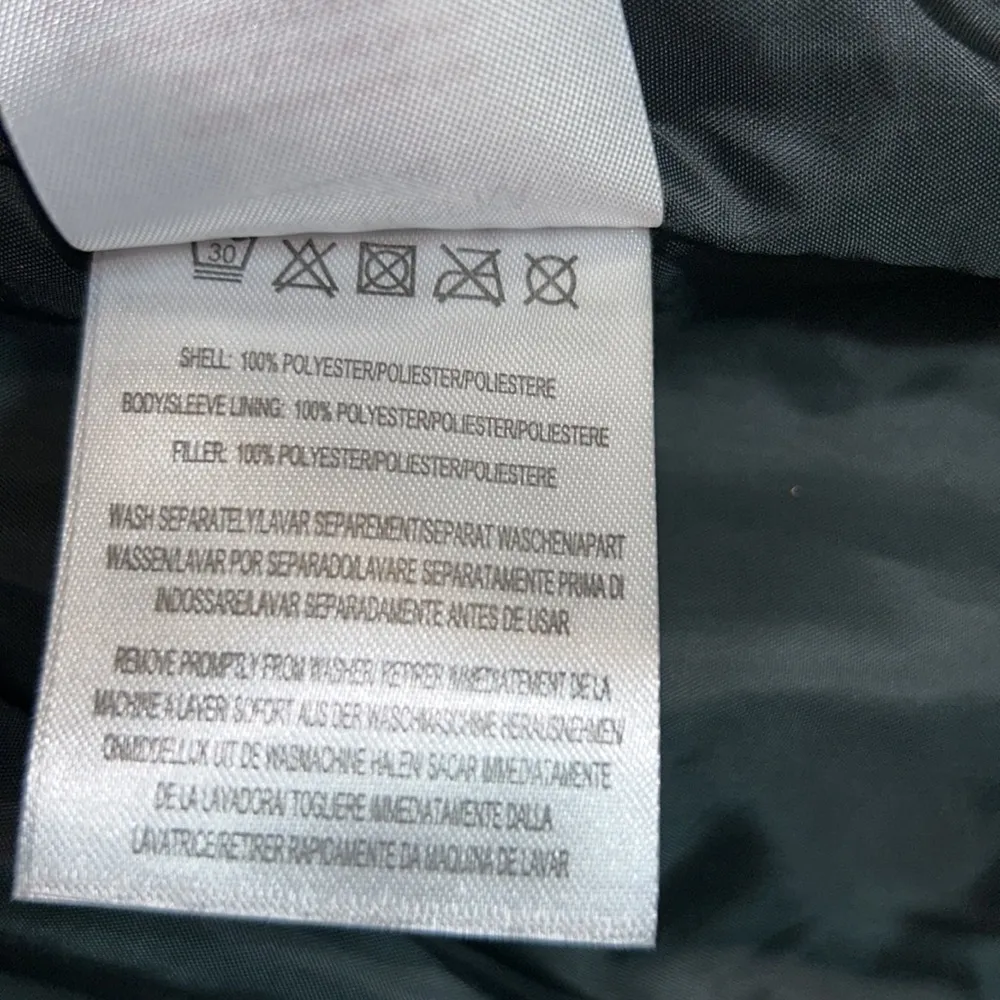 30
SHELL: 100% POLYESTER/POLIESTER/POLIESTERE
BODY/SLEEVE LINING: 100% POLYESTER/POLIESTER/POLIESTERE
FILLER: 100% POLYESTER/POLIESTER/POLIESTERE
WASH SEPARATELY/LAVAR SEPAREMENT/SEPARAT WASCHEN/APART
WASSEN/LAVAR POR SEPARADO/LAVARE SEPARATAMENTE PRIMA DI
INDOSSARE/LAVAR SEPARADAMENTE ANTES DE USAR
REMOVE PROMPTLY FROM WASHER/ RETIRER IMMEDIATEMENT DE LA
MACHINE A LAVER/ SOFORT AUS DER WASCHMASCHINE HERAUSNEHMEN/
ONMIDDELLIJK UIT DE WASMACHINE HALEN/ SACAR IMMEDIATAMENTE
DE LA LAVADORA/ TOGLIERE IMMEDIATAMENTE DALLA
LAVATRICE/RETIRER RAPIDAMENTE DA MAQUINA DE LAVAR